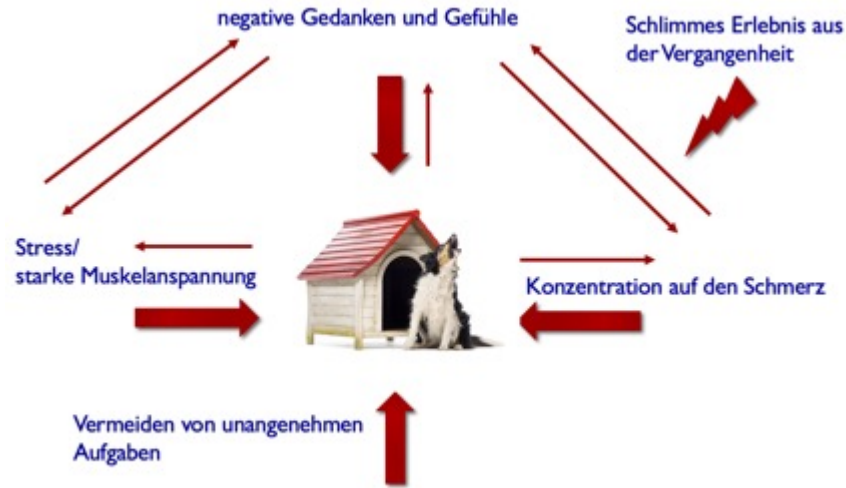 negative Gedanken und Gefühle
Schlimmes Erlebnis aus
der Vergangenheit
Stress/
starke Muskelanspannung
Konzentration auf den Schmerz
Vermeiden von unangenehmen
Aufgaben